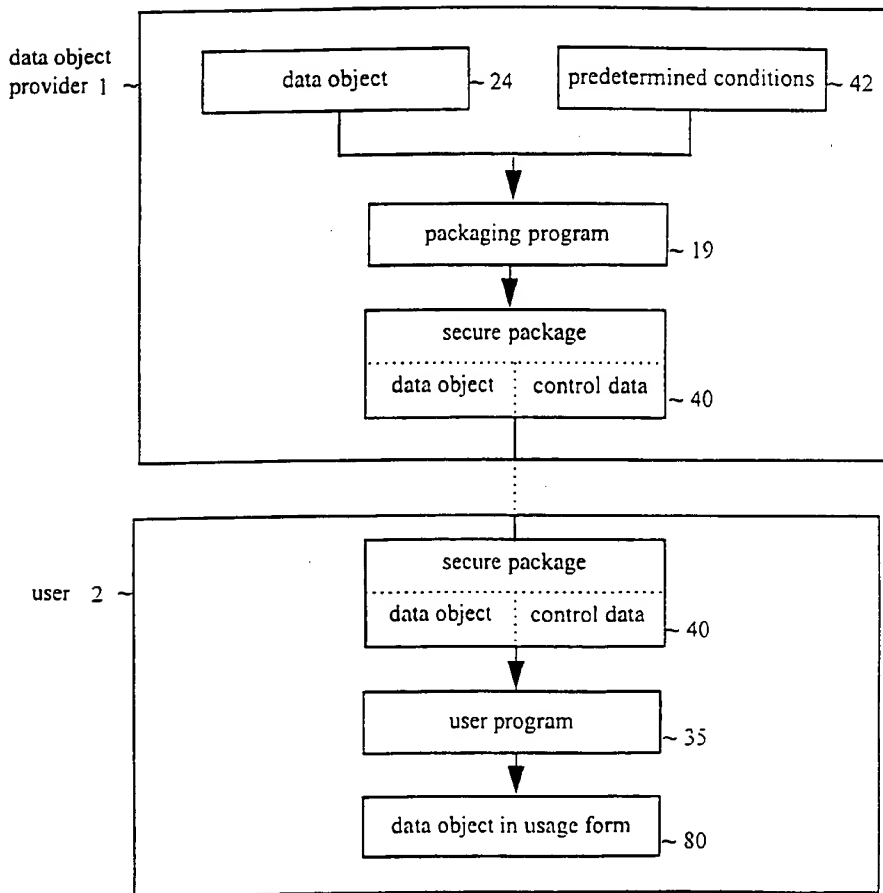 data object
provider 1 ~
data object
~ 24
predetermined conditions
~ 42
packaging program
~ 19
secure package
data object
control data
~ 40
user 2 ~
secure package
data object
control data
~ 40
user program
~ 35
data object in usage form
~ 80